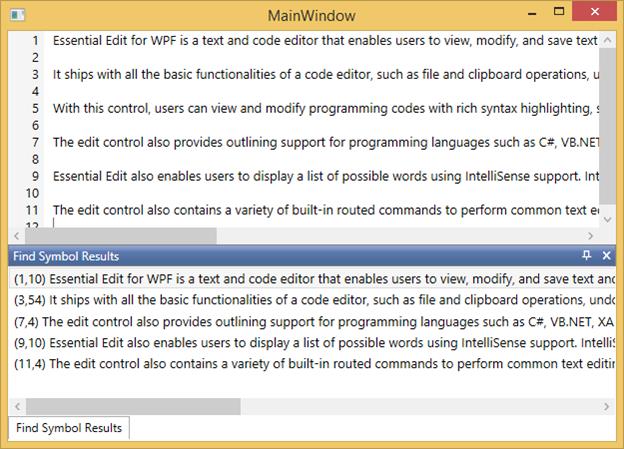 MainWindow
1 Essential Edit for WPF is a text and code editor that enables users to view, modify, and save text
2
3 It ships with all the basic functionalities of a code editor, such as file and clipboard operations,
4
5 With this control, users can view and modify programming codes with rich syntax highlighting,
6
7 The edit control also provides outlining support for programming languages such as C#, VB.NET
8
9 Essential Edit also enables users to display a list of possible words using IntelliSense support. Int
10
11 The edit control also contains a variety of built-in routed commands to perform common text
12
Find Symbol Results
(1,10) Essential Edit for WPF is a text and code editor that enables users to view, modify, and save text and
(3,54) It ships with all the basic functionalities of a code editor, such as file and clipboard operations, undo
(7,4) The edit control also provides outlining support for programming languages such as C#, VB.NET, XA
(9,10) Essential Edit also enables users to display a list of possible words using IntelliSense support. IntelliS
(11,4) The edit control also contains a variety of built-in routed commands to perform common text editin
Find Symbol Results